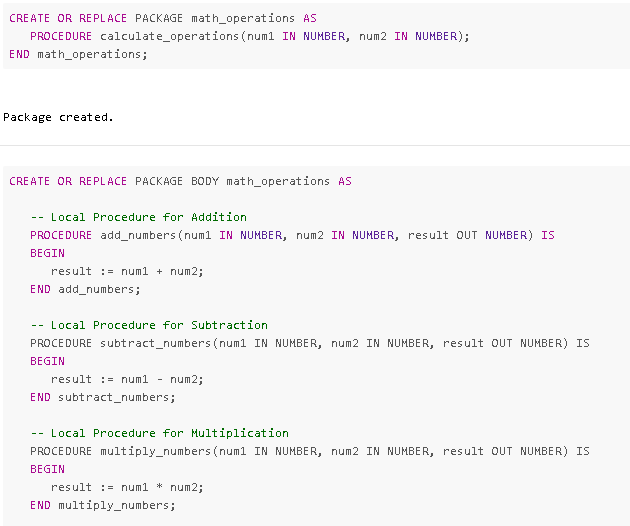 CREATE OR REPLACE PACKAGE math_operations AS
   PROCEDURE calculate_operations(num1 IN NUMBER, num2 IN NUMBER);
END math_operations;

Package created.

CREATE OR REPLACE PACKAGE BODY math_operations AS

   -- Local Procedure for Addition
   PROCEDURE add_numbers(num1 IN NUMBER, num2 IN NUMBER, result OUT NUMBER) IS
   BEGIN
      result := num1 + num2;
   END add_numbers;

   -- Local Procedure for Subtraction
   PROCEDURE subtract_numbers(num1 IN NUMBER, num2 IN NUMBER, result OUT NUMBER) IS
   BEGIN
      result := num1 - num2;
   END subtract_numbers;

   -- Local Procedure for Multiplication
   PROCEDURE multiply_numbers(num1 IN NUMBER, num2 IN NUMBER, result OUT NUMBER) IS
   BEGIN
      result := num1 * num2;
   END multiply_numbers;